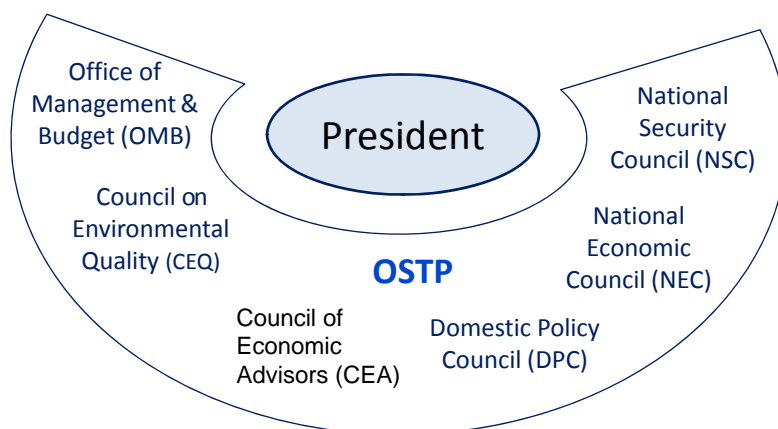 Office of
Management &
Budget (OMB)
President
National
Security
Council (NSC)
Council on
Environmental
Quality (CEQ)
National
Economic
Council (NEC)
OSTP
Council of
Economic
Advisors (CEA)
Domestic Policy
Council (DPC)